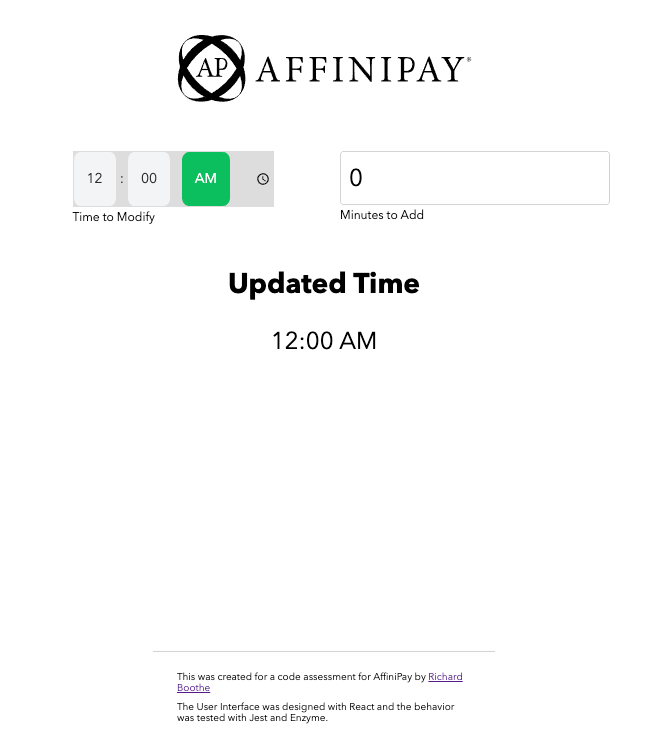 AP AFFINIPAY®
12 : 00 AM
0
Time to Modify
Minutes to Add
Updated Time
12:00 AM
This was created for a code assessment for AffiniPay by Richard
Boothe
The User Interface was designed with React and the behavior
was tested with Jest and Enzyme.